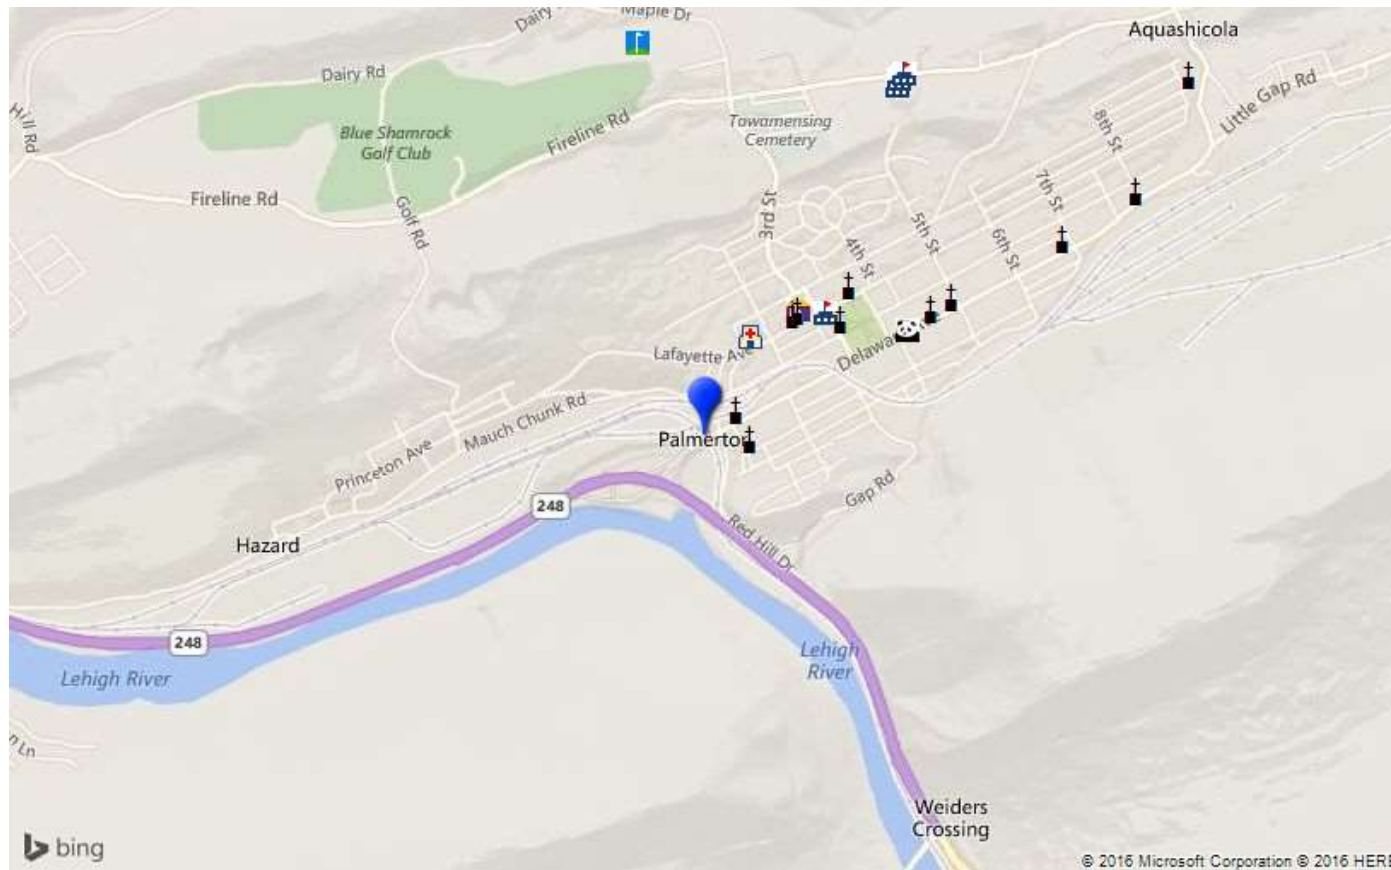 Maple Dr
Dairy
Aquashicola
Dairy Rd
Little Gap Rd
Hill Rd
Blue Shamrock
Golf Club
Fireline Rd
Towamensing
Cemetery
8th St
7th St
Fireline Rd
Golf Rd
3rd St
4th St
5th St
6th St
Lafayette Ave
Delawa
Mauch Chunk Rd
Palmerton
Princeton Ave
Gap Rd
248
Red Hill Dr
Hazard
248
Lehigh River
Lehigh
River
n Ln
Weiders
Crossing
bing
© 2016 Microsoft Corporation © 2016 HERE